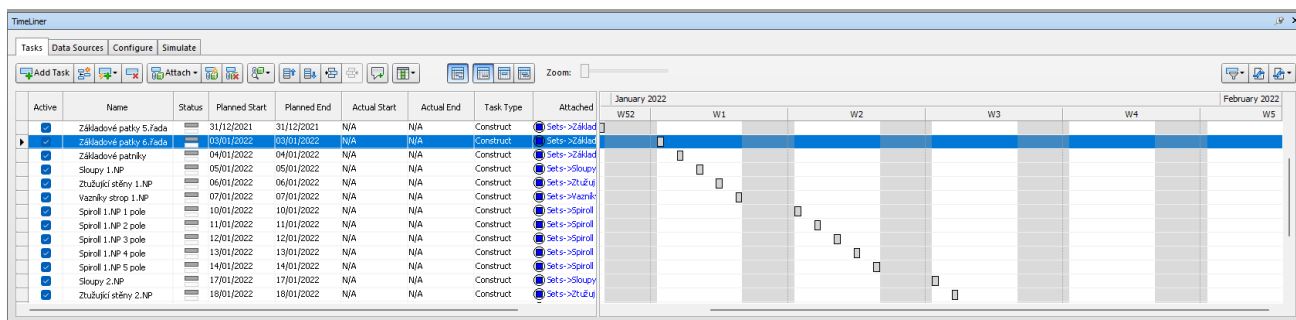 TimeLiner
Tasks Data Sources Configure Simulate
Add Task Attach Zoom:
Active Name Status Planned Start Planned End Actual Start Actual End Task Type Attached
January 2022 February 2022
W52 W1 W2 W3 W4 W5
Základové patky 5.řada 31/12/2021 31/12/2021 N/A N/A Construct Sets->Základ
Základové patky 6.řada 03/01/2022 03/01/2022 N/A N/A Construct Sets->Základ
Základové patníky 04/01/2022 04/01/2022 N/A N/A Construct Sets->Základ
Sloupy 1.NP 05/01/2022 05/01/2022 N/A N/A Construct Sets->Sloupy
Ztužující stěny 1.NP 06/01/2022 06/01/2022 N/A N/A Construct Sets->Ztužuj
Vazníky strop 1.NP 07/01/2022 07/01/2022 N/A N/A Construct Sets->Vazník
Spiroll 1.NP 1 pole 10/01/2022 10/01/2022 N/A N/A Construct Sets->Spiroll
Spiroll 1.NP 2 pole 11/01/2022 11/01/2022 N/A N/A Construct Sets->Spiroll
Spiroll 1.NP 3 pole 12/01/2022 12/01/2022 N/A N/A Construct Sets->Spiroll
Spiroll 1.NP 4 pole 13/01/2022 13/01/2022 N/A N/A Construct Sets->Spiroll
Spiroll 1.NP 5 pole 14/01/2022 14/01/2022 N/A N/A Construct Sets->Spiroll
Sloupy 2.NP 17/01/2022 17/01/2022 N/A N/A Construct Sets->Sloupy
Ztužující stěny 2.NP 18/01/2022 18/01/2022 N/A N/A Construct Sets->Ztužuj